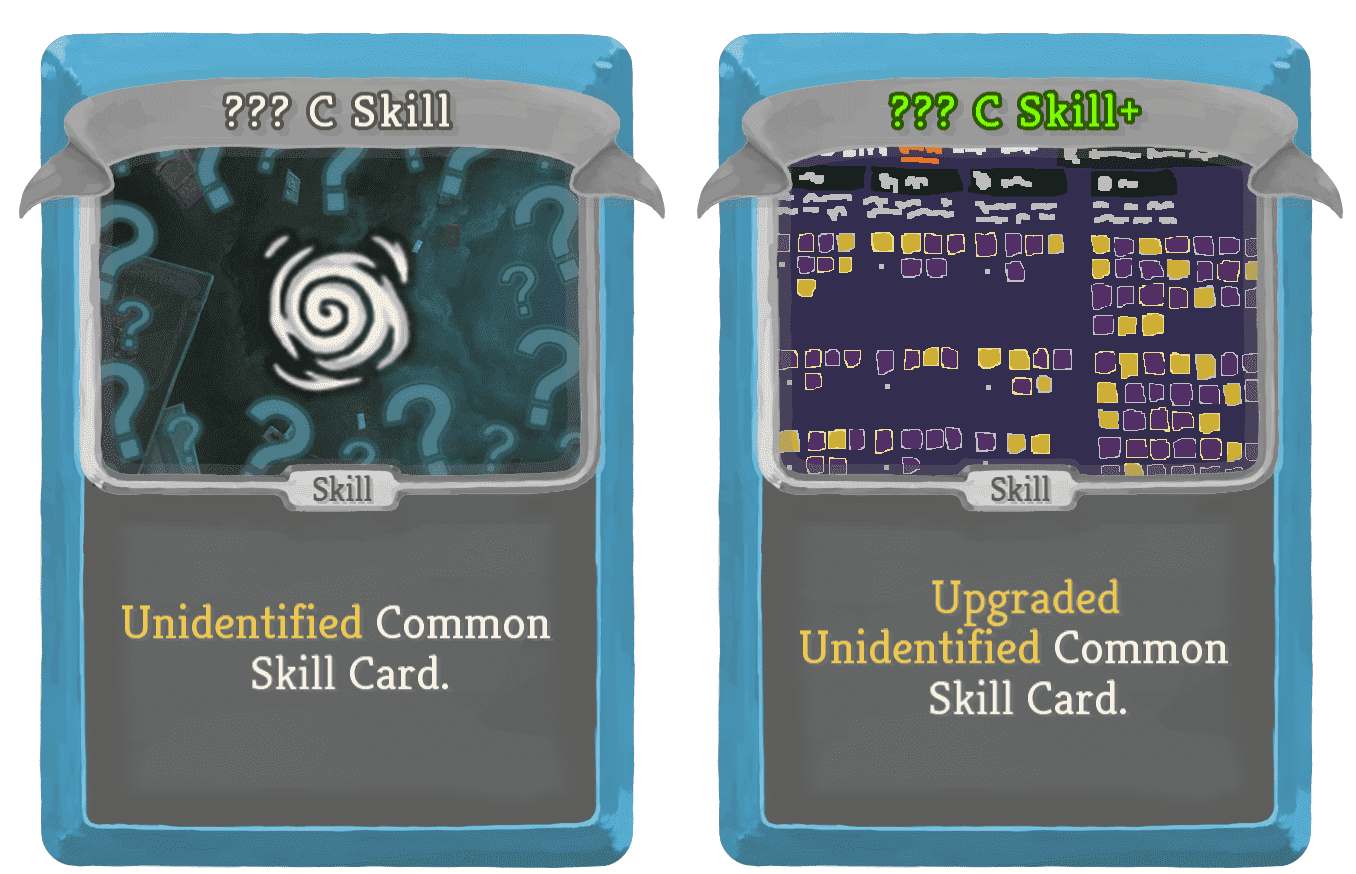 ??? C Skill
Skill
Unidentified Common
Skill Card.
??? C Skill+
Skill
Upgraded
Unidentified Common
Skill Card.